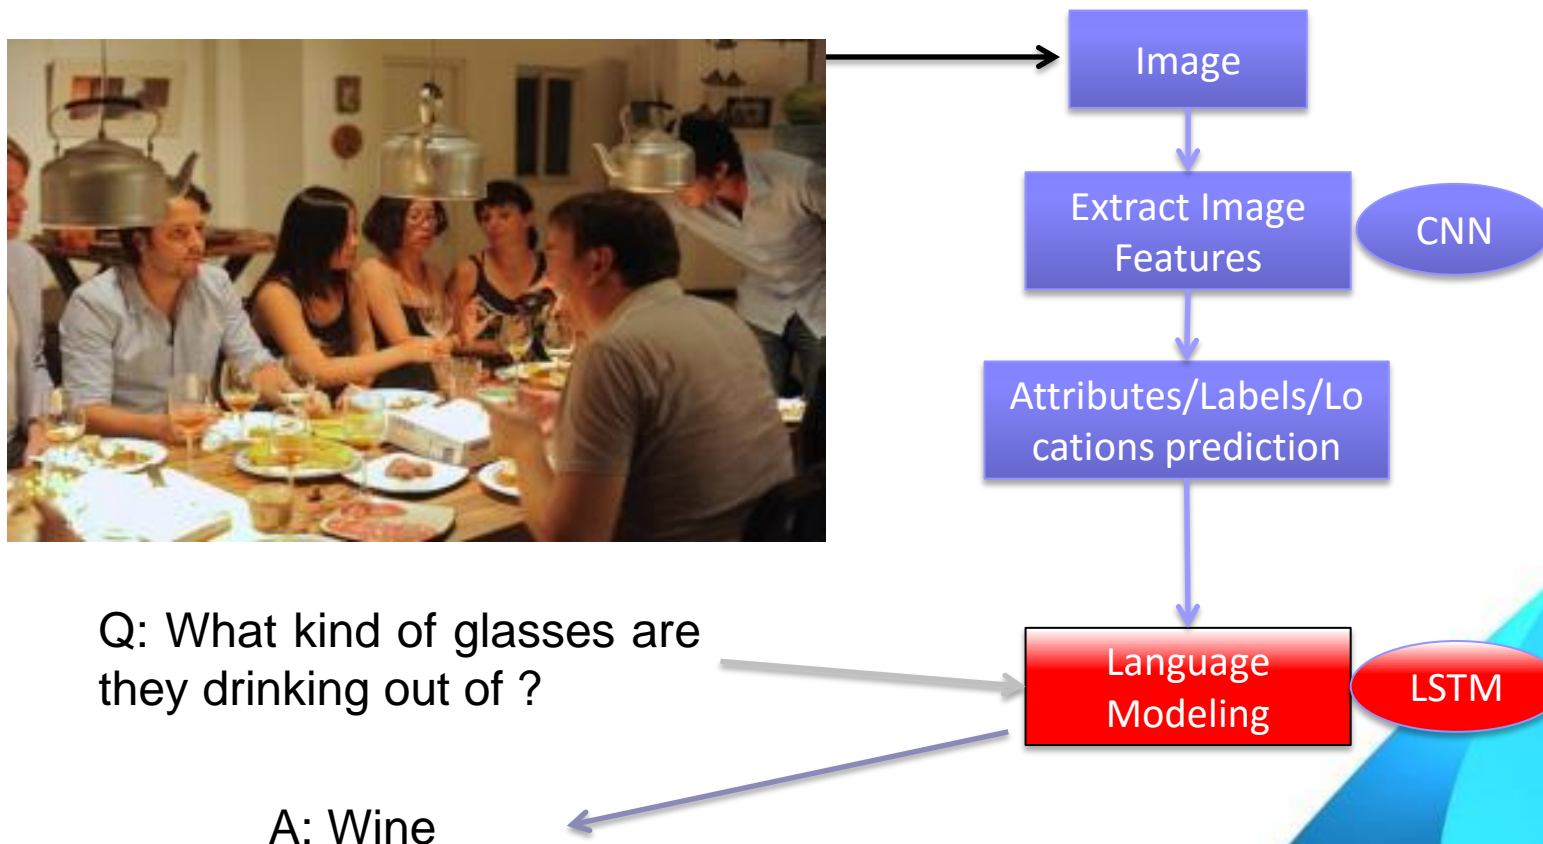 Image
Extract Image
Features
CNN
Attributes/Labels/Lo
cations prediction
Q: What kind of glasses are
they drinking out of ?
Language
Modeling
LSTM
A: Wine